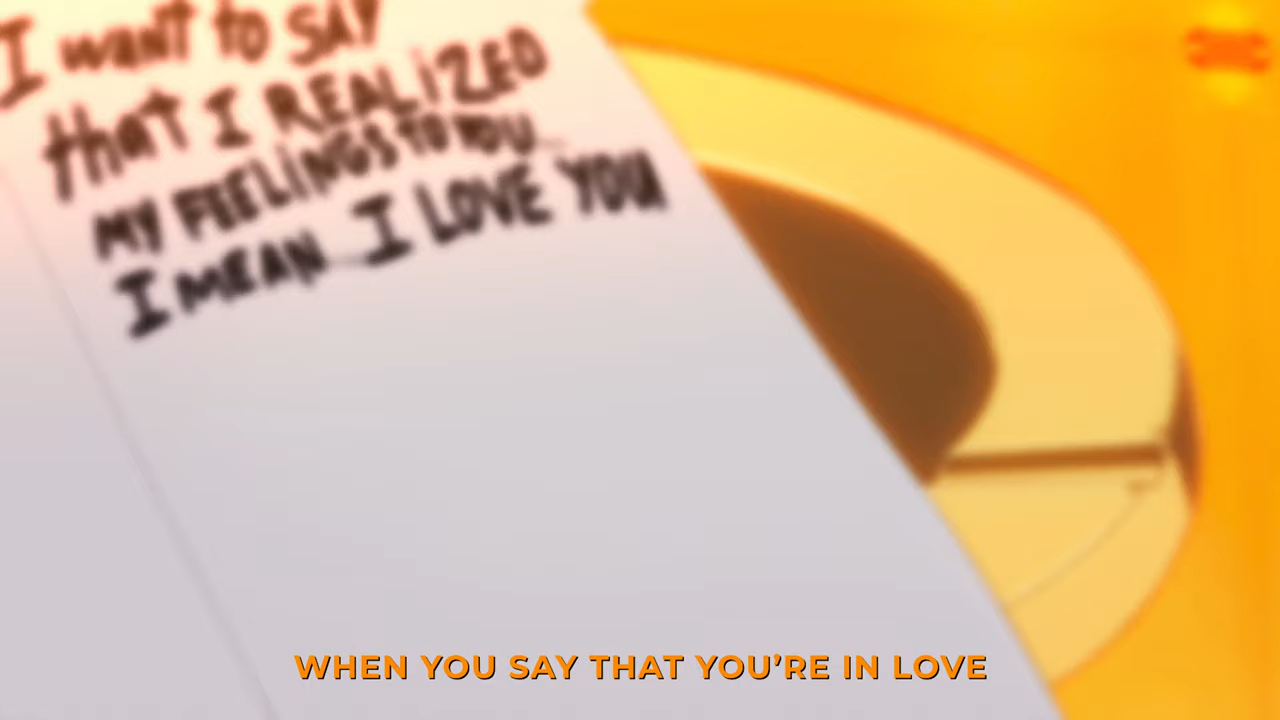 I want to SAY
that I REALiZED
MY FEELiNGS TO YOU...
I MEAN... I LOVE YOU
WHEN YOU SAY THAT YOU'RE IN LOVE